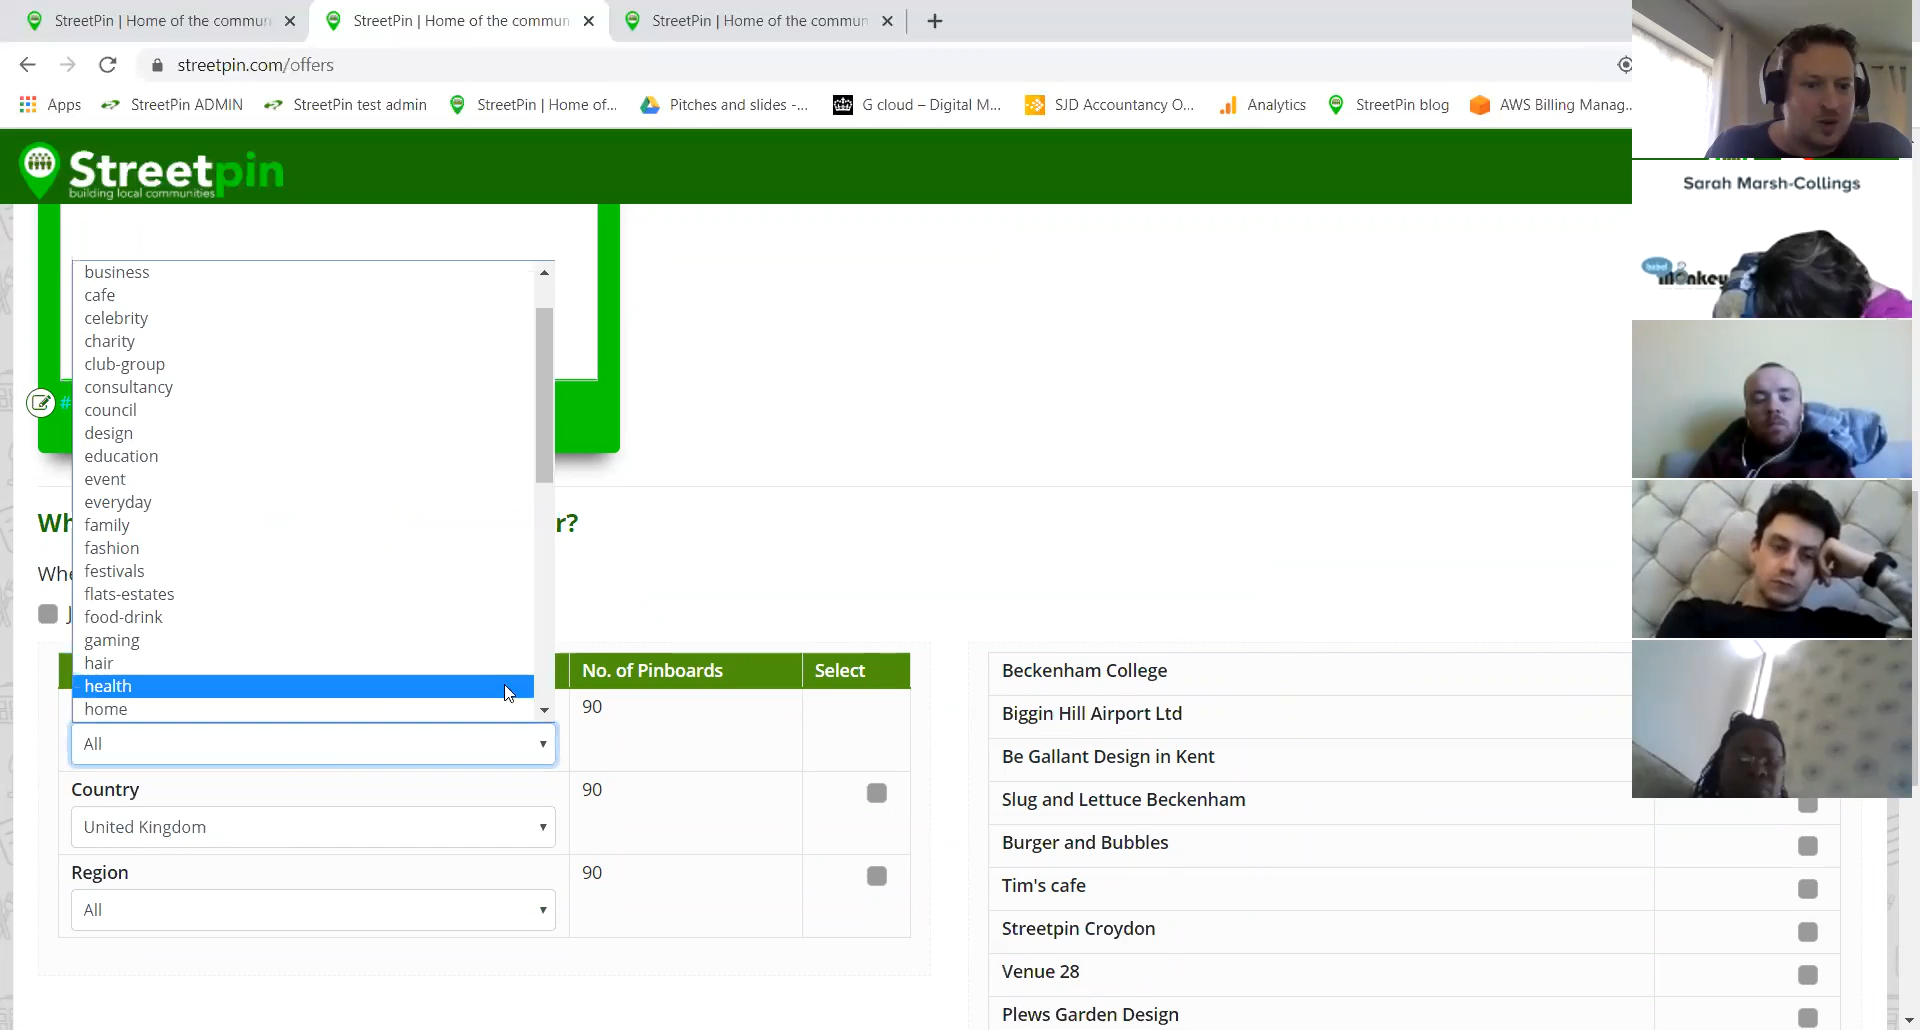 StreetPin | Home of the commun
StreetPin | Home of the commun
StreetPin | Home of the commun
streetpin.com/offers
Apps
StreetPin ADMIN
StreetPin test admin
StreetPin | Home of...
Pitches and slides -...
G cloud – Digital M...
SJD Accountancy O...
Analytics
StreetPin blog
AWS Billing Manag...
Streetpin
building local communities
Sarah Marsh-Collings
babel
monkey
business
cafe
celebrity
charity
club-group
consultancy
council
design
education
event
everyday
family
fashion
festivals
flats-estates
food-drink
gaming
hair
health
home
#
Wh
r?
Whe
J
No. of Pinboards
Select
All
90
Country
90
United Kingdom
Region
90
All
Beckenham College
Biggin Hill Airport Ltd
Be Gallant Design in Kent
Slug and Lettuce Beckenham
Burger and Bubbles
Tim's cafe
Streetpin Croydon
Venue 28
Plews Garden Design